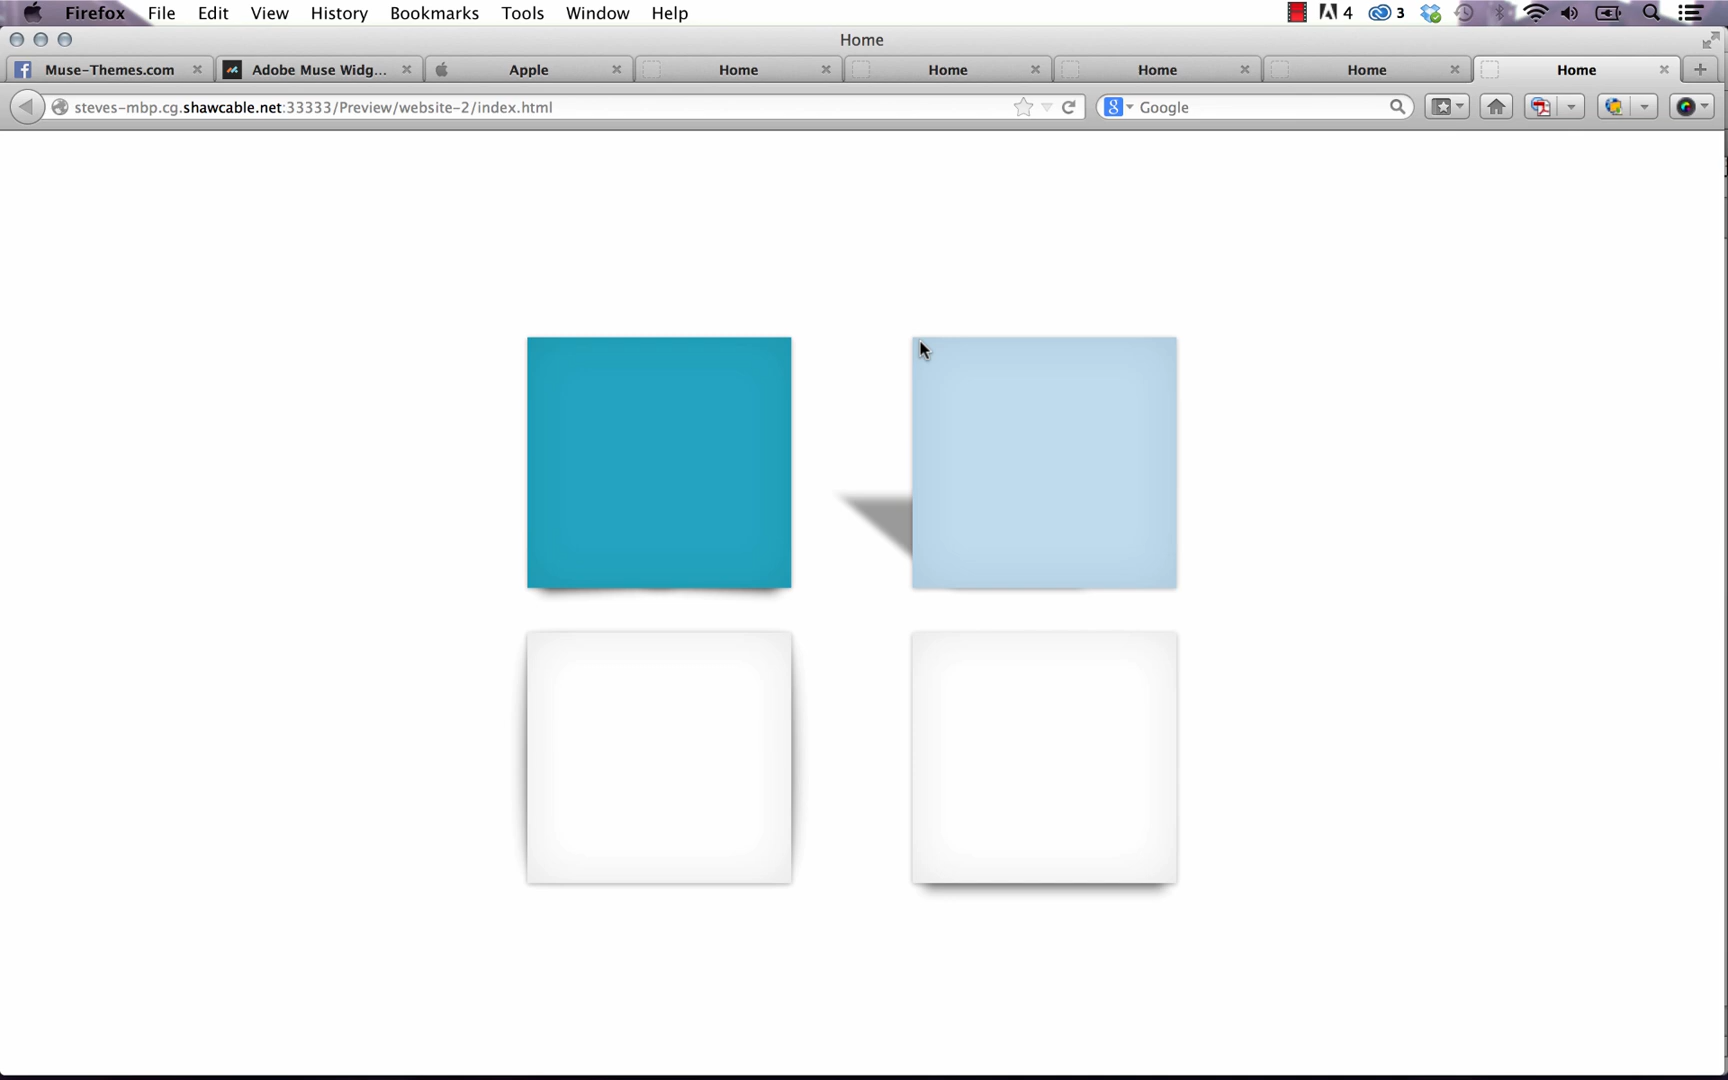 Firefox File Edit View History Bookmarks Tools Window Help 4 3
Home
Muse-Themes.com Adobe Muse Widg... Apple Home Home Home Home Home
steves-mbp.cg.shawcable.net:33333/Preview/website-2/index.html Google